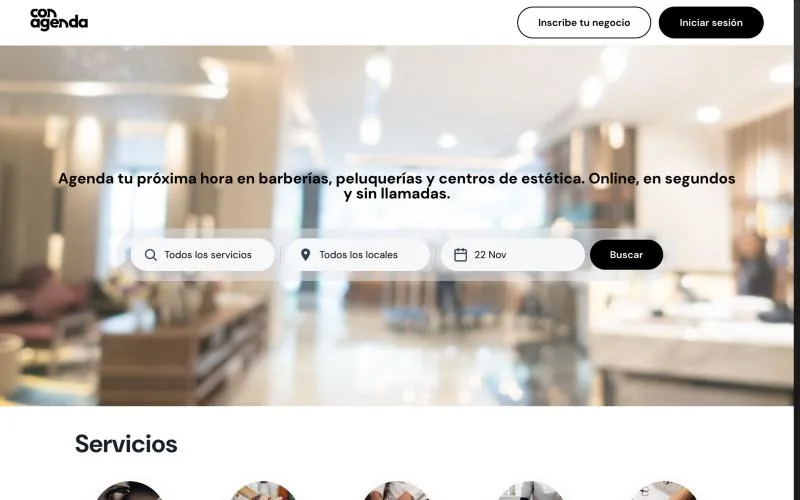 con
agenda
Inscribe tu negocio
Iniciar sesión
Agenda tu próxima hora en barberías, peluquerías y centros de estética. Online, en segundos
y sin llamadas.
Todos los servicios
Todos los locales
22 Nov
Buscar
Servicios